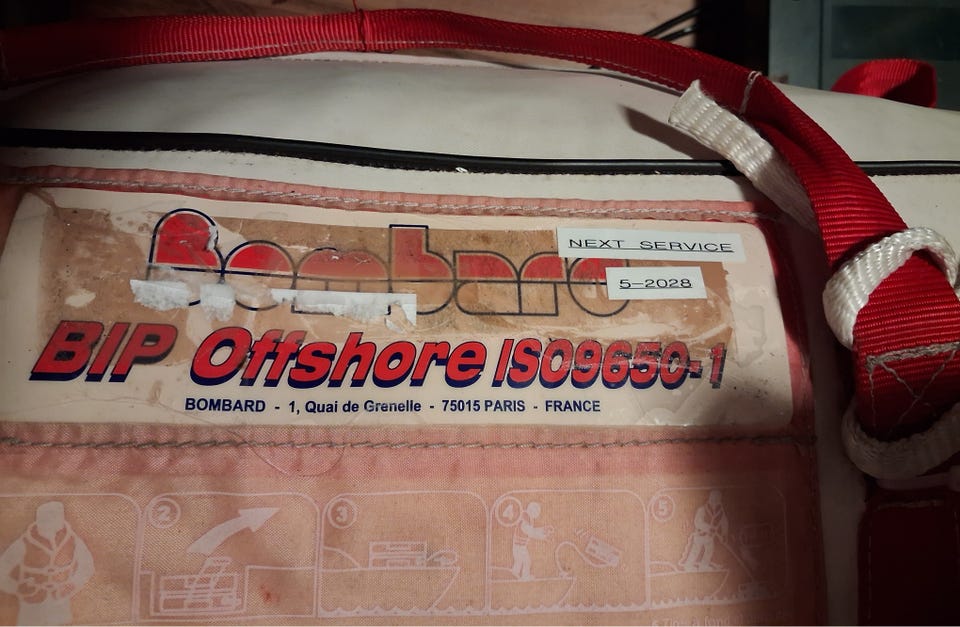 Bombard
NEXT SERVICE
5-2028
BIP Offshore ISO9650-1
BOMBARD - 1, Quai de Grenelle - 75015 PARIS - FRANCE
2
3
4
5